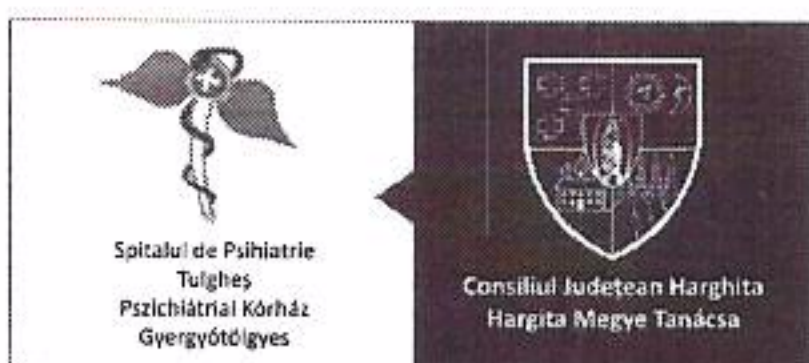 Spitalul de Psihiatrie
Tulgheș
Pszichiátriai Kórház
Gyergyótölgyes
Consiliul Județean Harghita
Hargita Megye Tanácsa